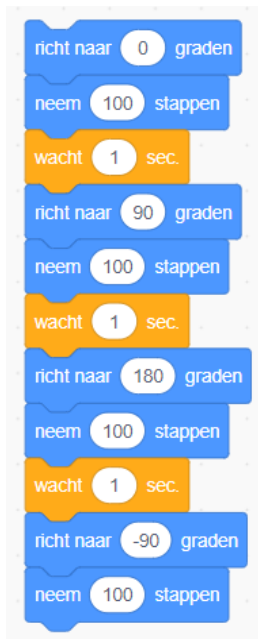 richt naar 0 graden
neem 100 stappen
wacht 1 sec.
richt naar 90 graden
neem 100 stappen
wacht 1 sec.
richt naar 180 graden
neem 100 stappen
wacht 1 sec.
richt naar -90 graden
neem 100 stappen